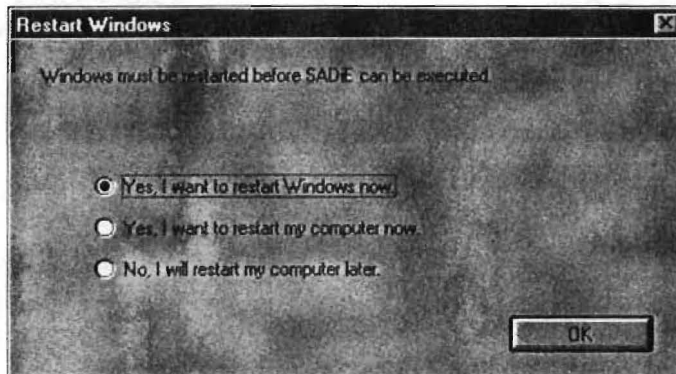 Restart Windows
Windows must be restarted before SADiE can be executed.
Yes, I want to restart Windows now.
Yes, I want to restart my computer now.
No, I will restart my computer later.
OK